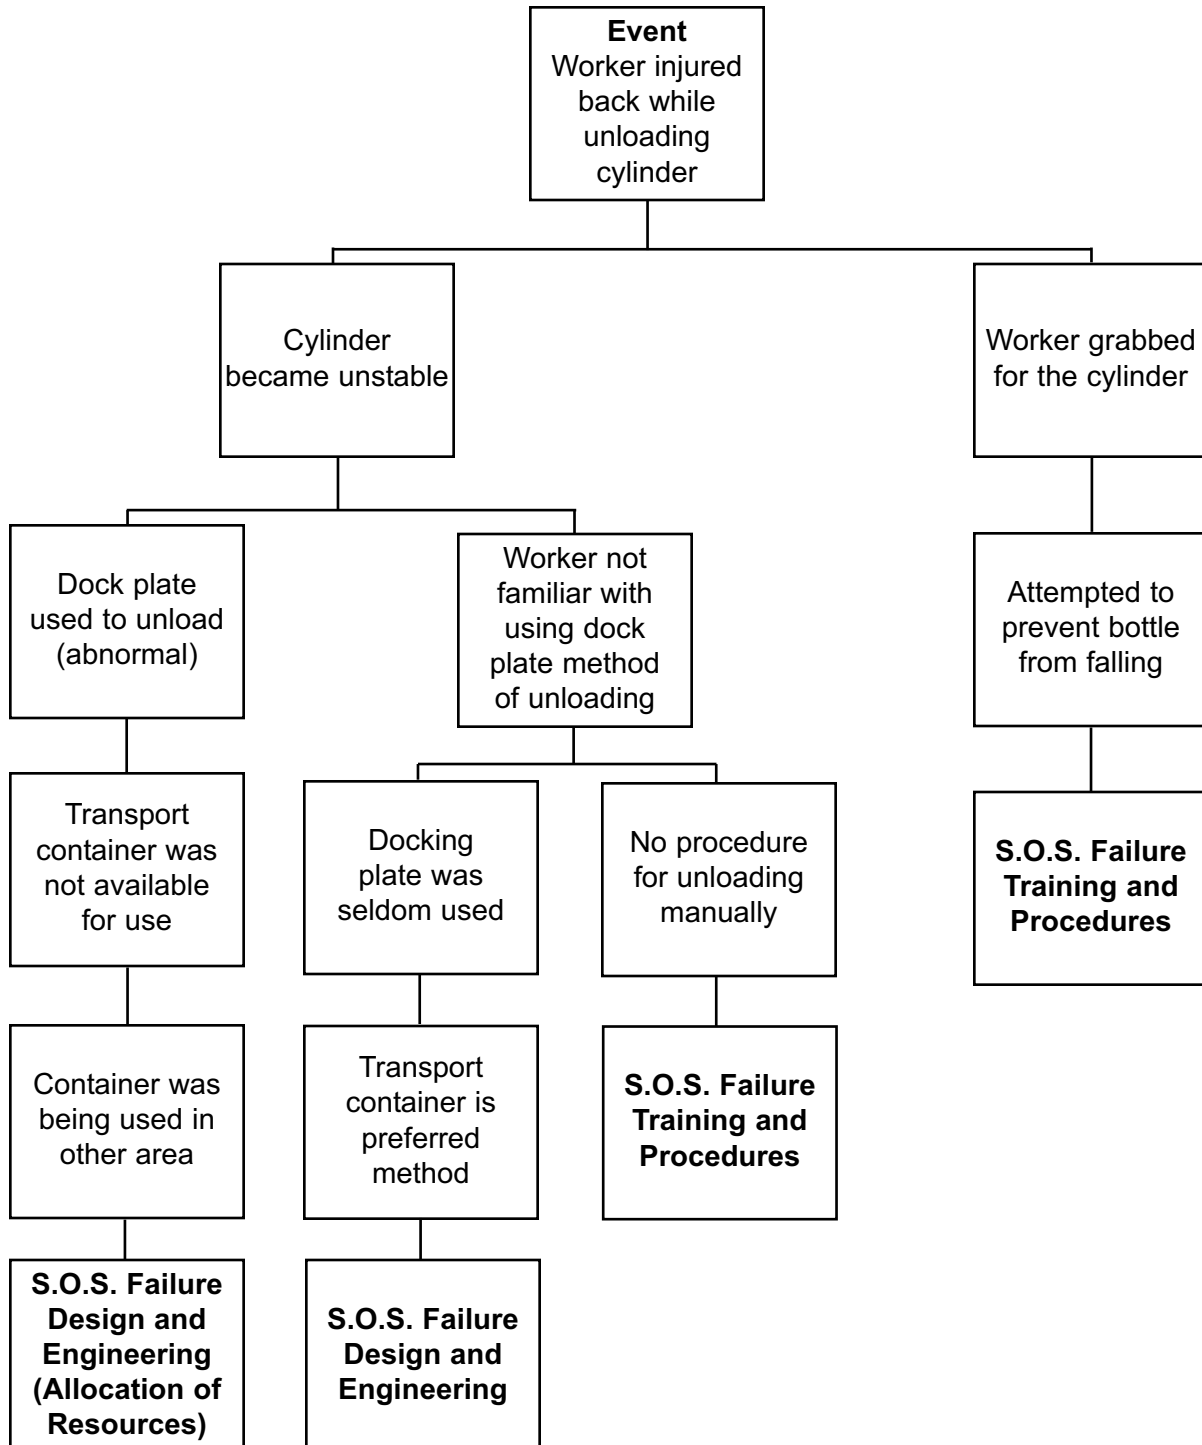 Event
Worker injured
back while
unloading
cylinder
Cylinder
became unstable
Worker grabbed
for the cylinder
Dock plate
used to unload
(abnormal)
Worker not
familiar with
using dock
plate method
of unloading
Attempted to
prevent bottle
from falling
Transport
container was
not available
for use
Docking
plate was
seldom used
No procedure
for unloading
manually
S.O.S. Failure
Training and
Procedures
Container was
being used in
other area
Transport
container is
preferred
method
S.O.S. Failure
Training and
Procedures
S.O.S. Failure
Design and
Engineering
(Allocation of
Resources)
S.O.S. Failure
Design and
Engineering